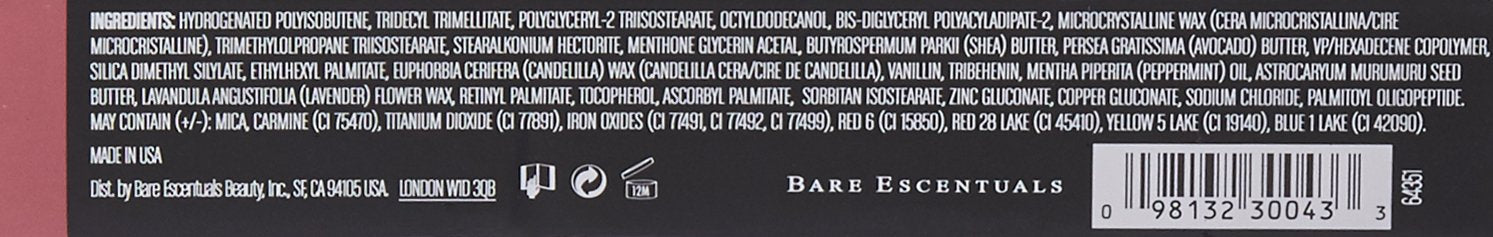 INGREDIENTS: HYDROGENATED POLYISOBUTENE, TRIDECYL TRIMELLITATE, POLYGLYCERYL-2 TRIISOSTEARATE, OCTYLDODECANOL, BIS-DIGLYCERYL POLYACYLADIPATE-2, MICROCRYSTALLINE WAX (CERA MICROCRISTALLINA/CIRE
MICROCRISTALLINE), TRIMETHYLOLPROPANE TRIISOSTEARATE, STEARALKONIUM HECTORITE, MENTHONE GLYCERIN ACETAL, BUTYROSPERMUM PARKII (SHEA) BUTTER, PERSEA GRATISSIMA (AVOCADO) BUTTER, VP/HEXADECENE COPOLYMER,
SILICA DIMETHYL SILYLATE, ETHYLHEXYL PALMITATE, EUPHORBIA CERIFERA (CANDELILLA) WAX (CANDELILLA CERA/CIRE DE CANDELILLA), VANILLIN, TRIBEHENIN, MENTHA PIPERITA (PEPPERMINT) OIL, ASTROCARYUM MURUMURU SEED
BUTTER, LAVANDULA ANGUSTIFOLIA (LAVENDER) FLOWER WAX, RETINYL PALMITATE, TOCOPHEROL, ASCORBYL PALMITATE, SORBITAN ISOSTEARATE, ZINC GLUCONATE, COPPER GLUCONATE, SODIUM CHLORIDE, PALMITOYL OLIGOPEPTIDE.
MAY CONTAIN (+/-): MICA, CARMINE (CI 75470), TITANIUM DIOXIDE (CI 77891), IRON OXIDES (CI 77491, CI 77492, CI 77499), RED 6 (CI 15850), RED 28 LAKE (CI 45410), YELLOW 5 LAKE (CI 19140), BLUE 1 LAKE (CI 42090).
MADE IN USA
Dist. by Bare Escentuals Beauty, Inc., SF, CA 94105 USA. LONDON W1D 3QB
12M
BARE ESCENTUALS
0 98132 30043 3
64351